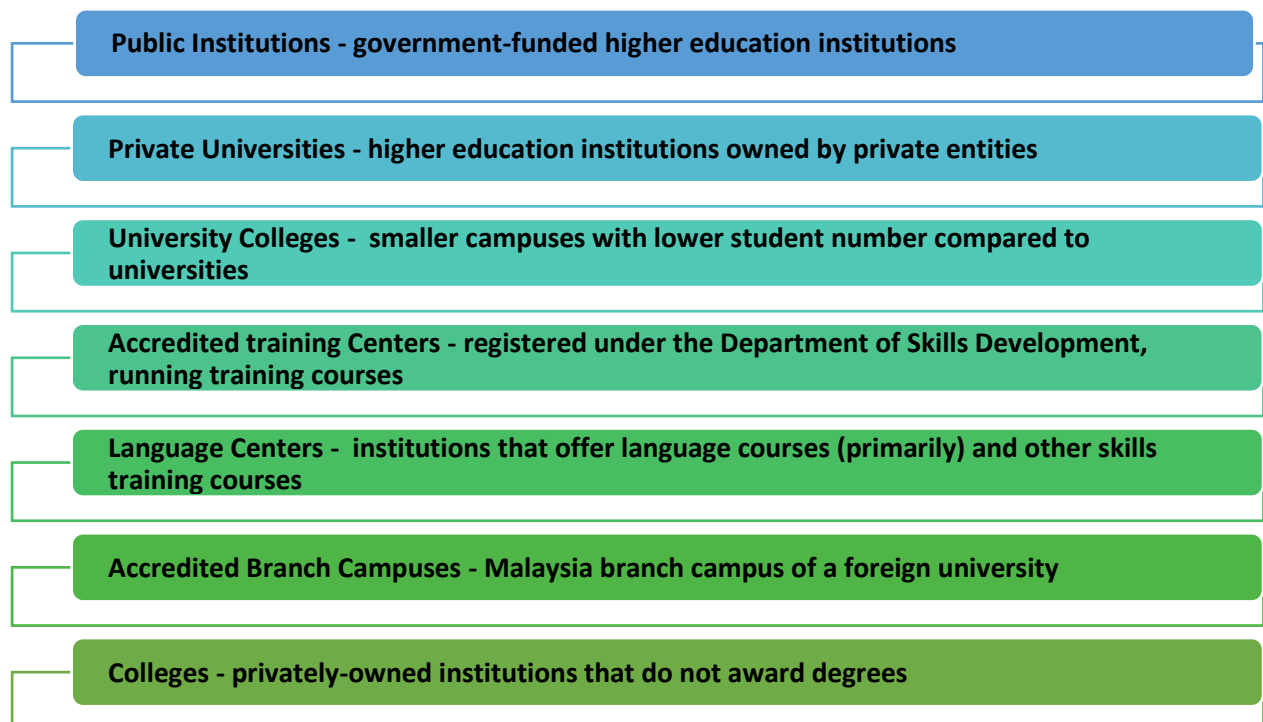 Public Institutions - government-funded higher education institutions
Private Universities - higher education institutions owned by private entities
University Colleges -  smaller campuses with lower student number compared to
universities
Accredited training Centers - registered under the Department of Skills Development,
running training courses
Language Centers -  institutions that offer language courses (primarily) and other skills
training courses
Accredited Branch Campuses - Malaysia branch campus of a foreign university
Colleges - privately-owned institutions that do not award degrees